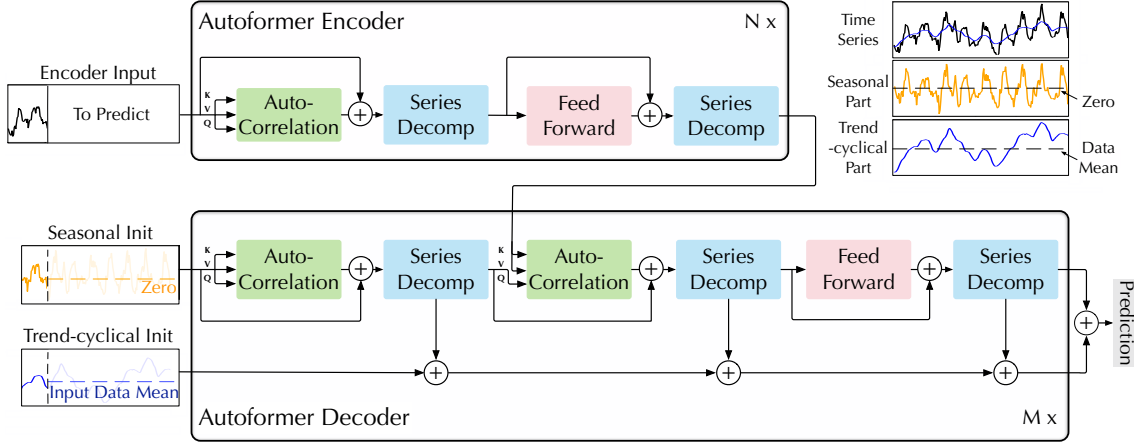 Autoformer Encoder
N x
Encoder Input
To Predict
K
V
Q
Auto-
Correlation
+
Series
Decomp
Feed
Forward
+
Series
Decomp
Time
Series
Seasonal
Part
Zero
Trend
-cyclical
Part
Data
Mean
Seasonal Init
Zero
K
V
Q
Auto-
Correlation
+
Series
Decomp
K
V
Q
Auto-
Correlation
+
Series
Decomp
Feed
Forward
+
Series
Decomp
+
Prediction
Trend-cyclical Init
Input Data Mean
+
+
+
Autoformer Decoder
M x